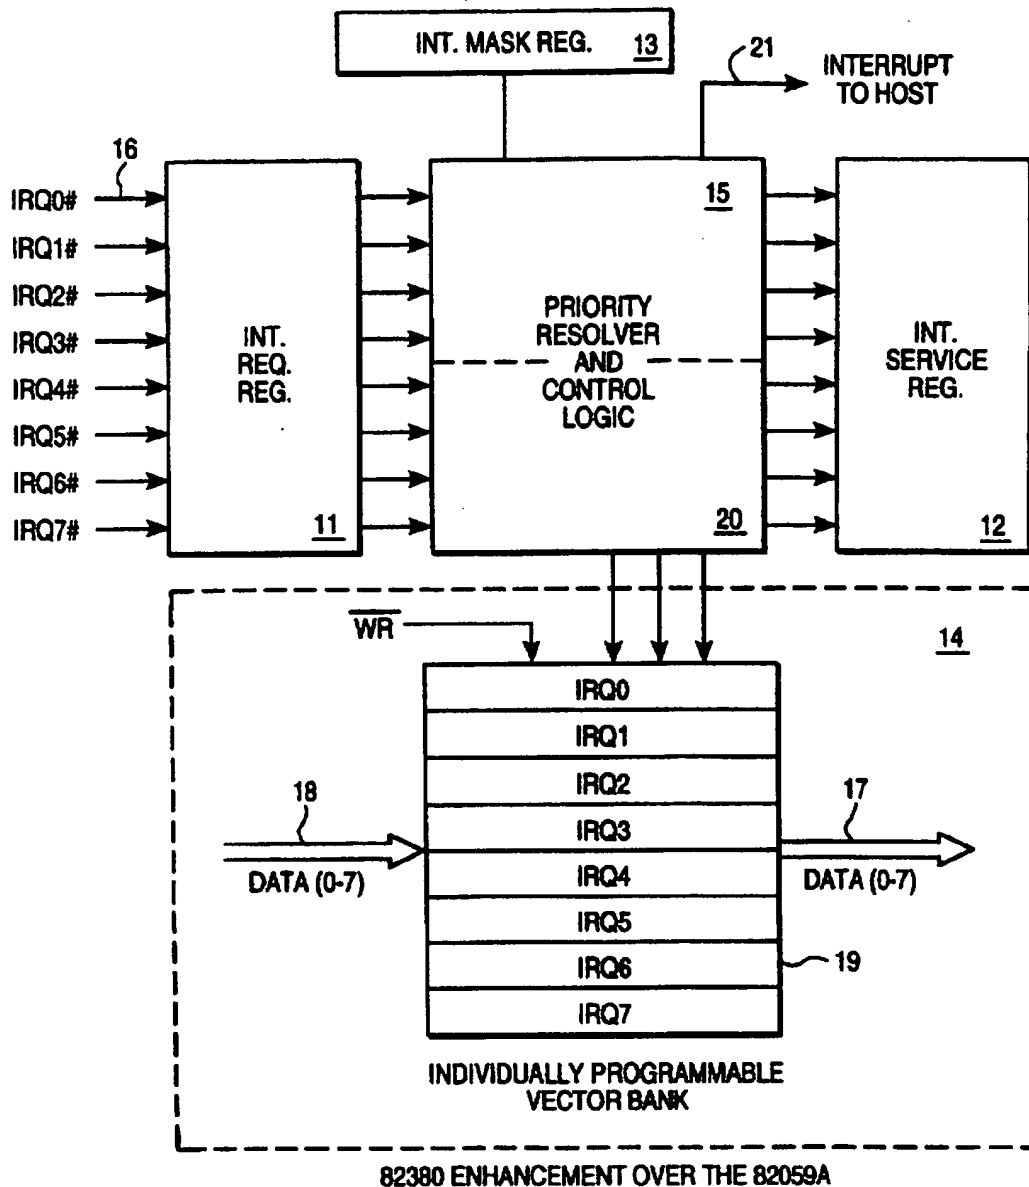 INT. MASK REG. 13
21
INTERRUPT
TO HOST
16
IRQ0#
IRQ1#
IRQ2#
IRQ3#
IRQ4#
IRQ5#
IRQ6#
IRQ7#
INT.
REQ.
REG.
11
15
PRIORITY
RESOLVER
AND
CONTROL
LOGIC
20
INT.
SERVICE
REG.
12
WR
14
IRQ0
IRQ1
IRQ2
IRQ3
IRQ4
IRQ5
IRQ6
IRQ7
18
DATA (0-7)
17
DATA (0-7)
19
INDIVIDUALLY PROGRAMMABLE
VECTOR BANK
82380 ENHANCEMENT OVER THE 82059A